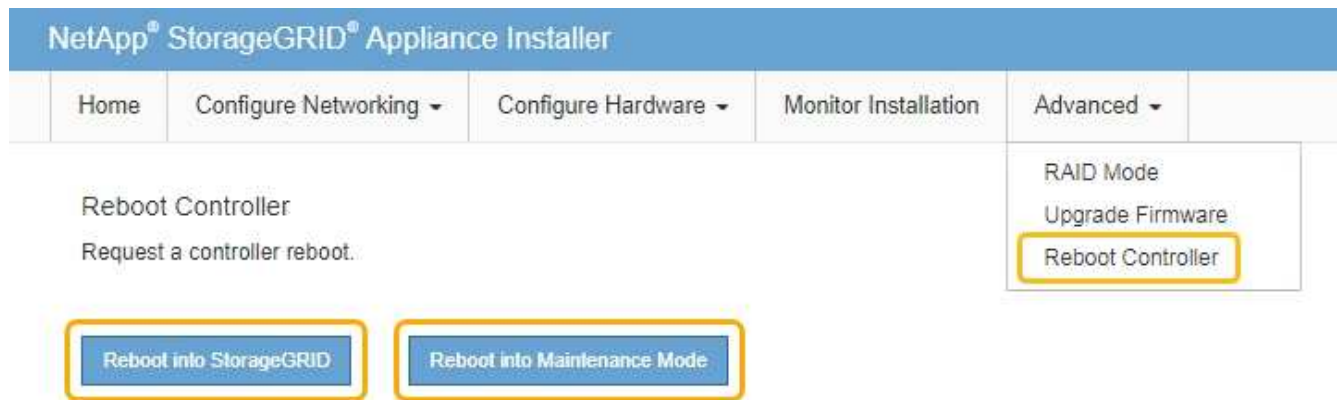 NetApp® StorageGRID® Appliance Installer
Home Configure Networking Configure Hardware Monitor Installation Advanced
RAID Mode
Upgrade Firmware
Reboot Controller
Reboot Controller
Request a controller reboot.
Reboot into StorageGRID Reboot into Maintenance Mode